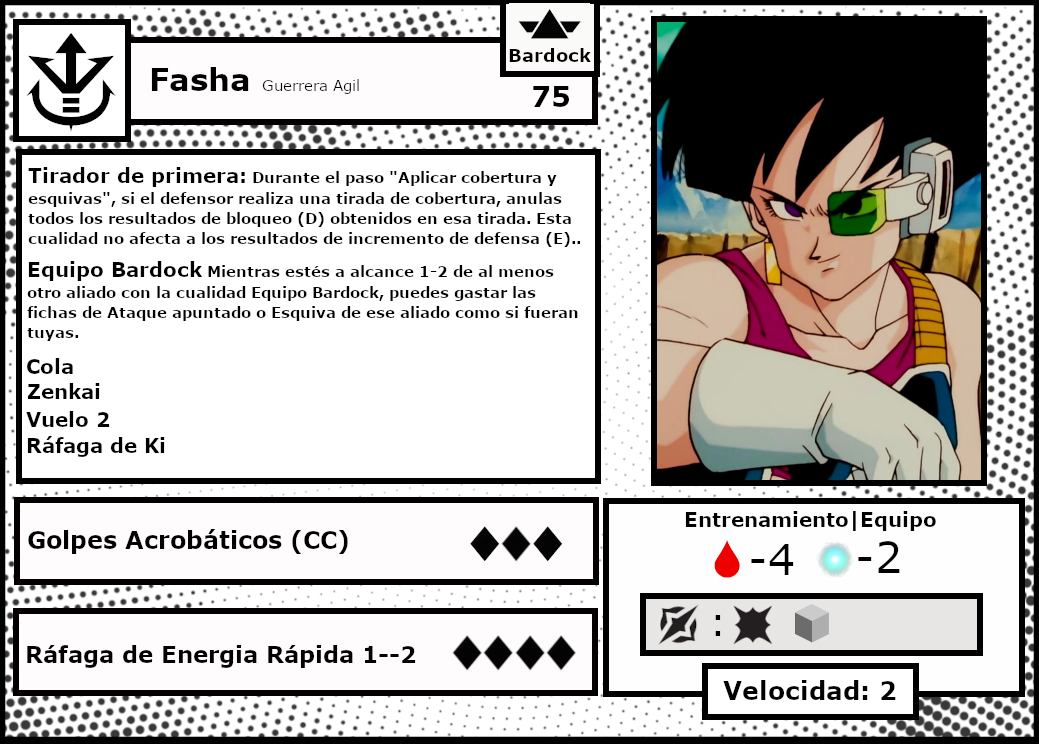 Bardock
Fasha Guerrera Agil
75
Tirador de primera: Durante el paso "Aplicar cobertura y
esquivas", si el defensor realiza una tirada de cobertura, anulas
todos los resultados de bloqueo (D) obtenidos en esa tirada. Esta
cualidad no afecta a los resultados de incremento de defensa (E)..
Equipo Bardock Mientras estés a alcance 1-2 de al menos
otro aliado con la cualidad Equipo Bardock, puedes gastar las
fichas de Ataque apuntado o Esquiva de ese aliado como si fueran
tuyas.
Cola
Zenkai
Vuelo 2
Ráfaga de Ki
Golpes Acrobáticos (CC)
Ráfaga de Energia Rápida 1--2
Entrenamiento|Equipo
-4 -2
:
Velocidad: 2